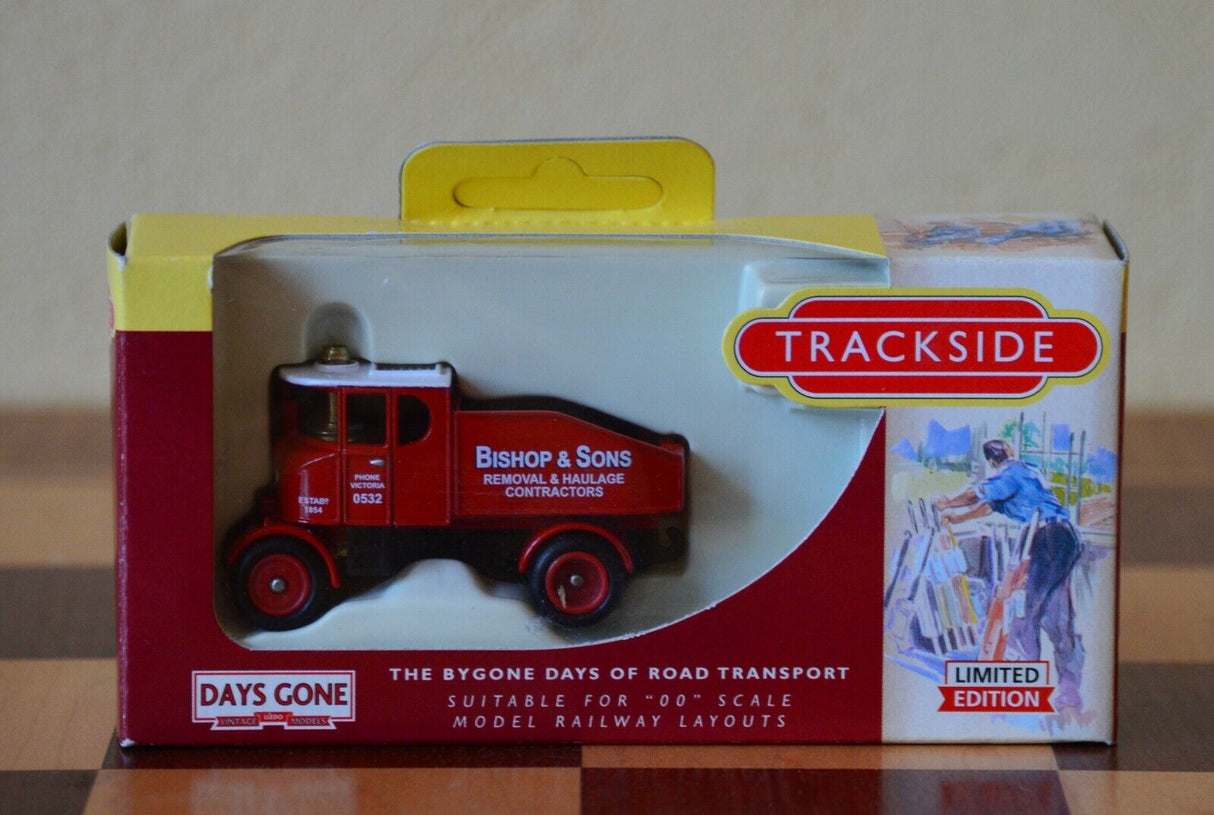 TRACKSIDE
BISHOP & SONS
REMOVAL & HAULAGE
CONTRACTORS
PHONE
VICTORIA
0532
ESTABD
1854
DAYS GONE
VINTAGE LLEDO MODELS
THE BYGONE DAYS OF ROAD TRANSPORT
SUITABLE FOR "00" SCALE
MODEL RAILWAY LAYOUTS
LIMITED
EDITION